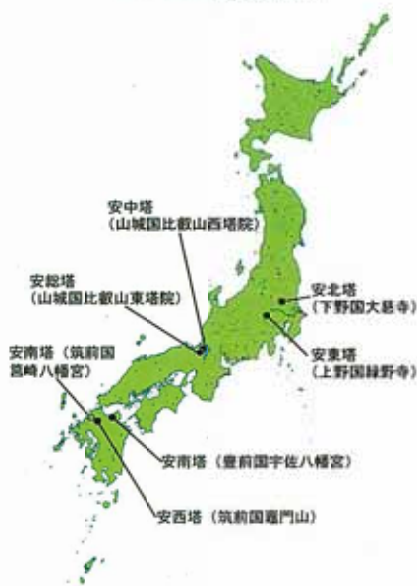 安中塔
(山城国比叡山西塔院)
安総塔
(山城国比叡山東塔院)
安北塔
(下野国大慈寺)
安東塔
(上野国緑野寺)
安南塔(筑前国
筥崎八幡宮)
安南塔(豊前国宇佐八幡宮)
安西塔(筑前国竈門山)